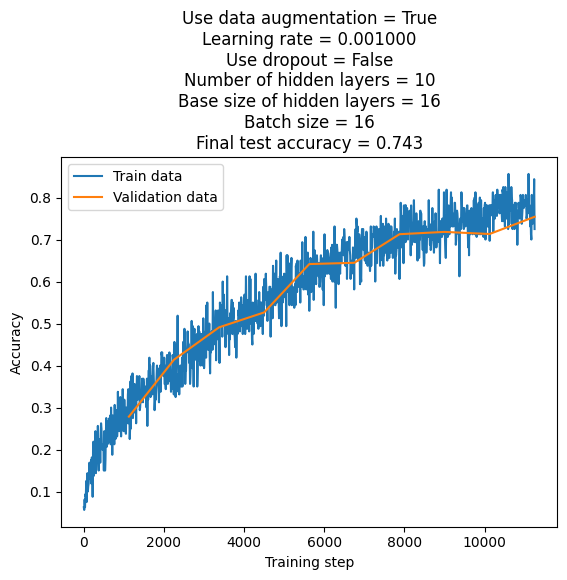 Use data augmentation = True
Learning rate = 0.001000
Use dropout = False
Number of hidden layers = 10
Base size of hidden layers = 16
Batch size = 16
Final test accuracy = 0.743
Train data
Validation data
0.8
0.7
0.6
0.5
0.4
0.3
0.2
0.1
Accuracy
0 2000 4000 6000 8000 10000
Training step